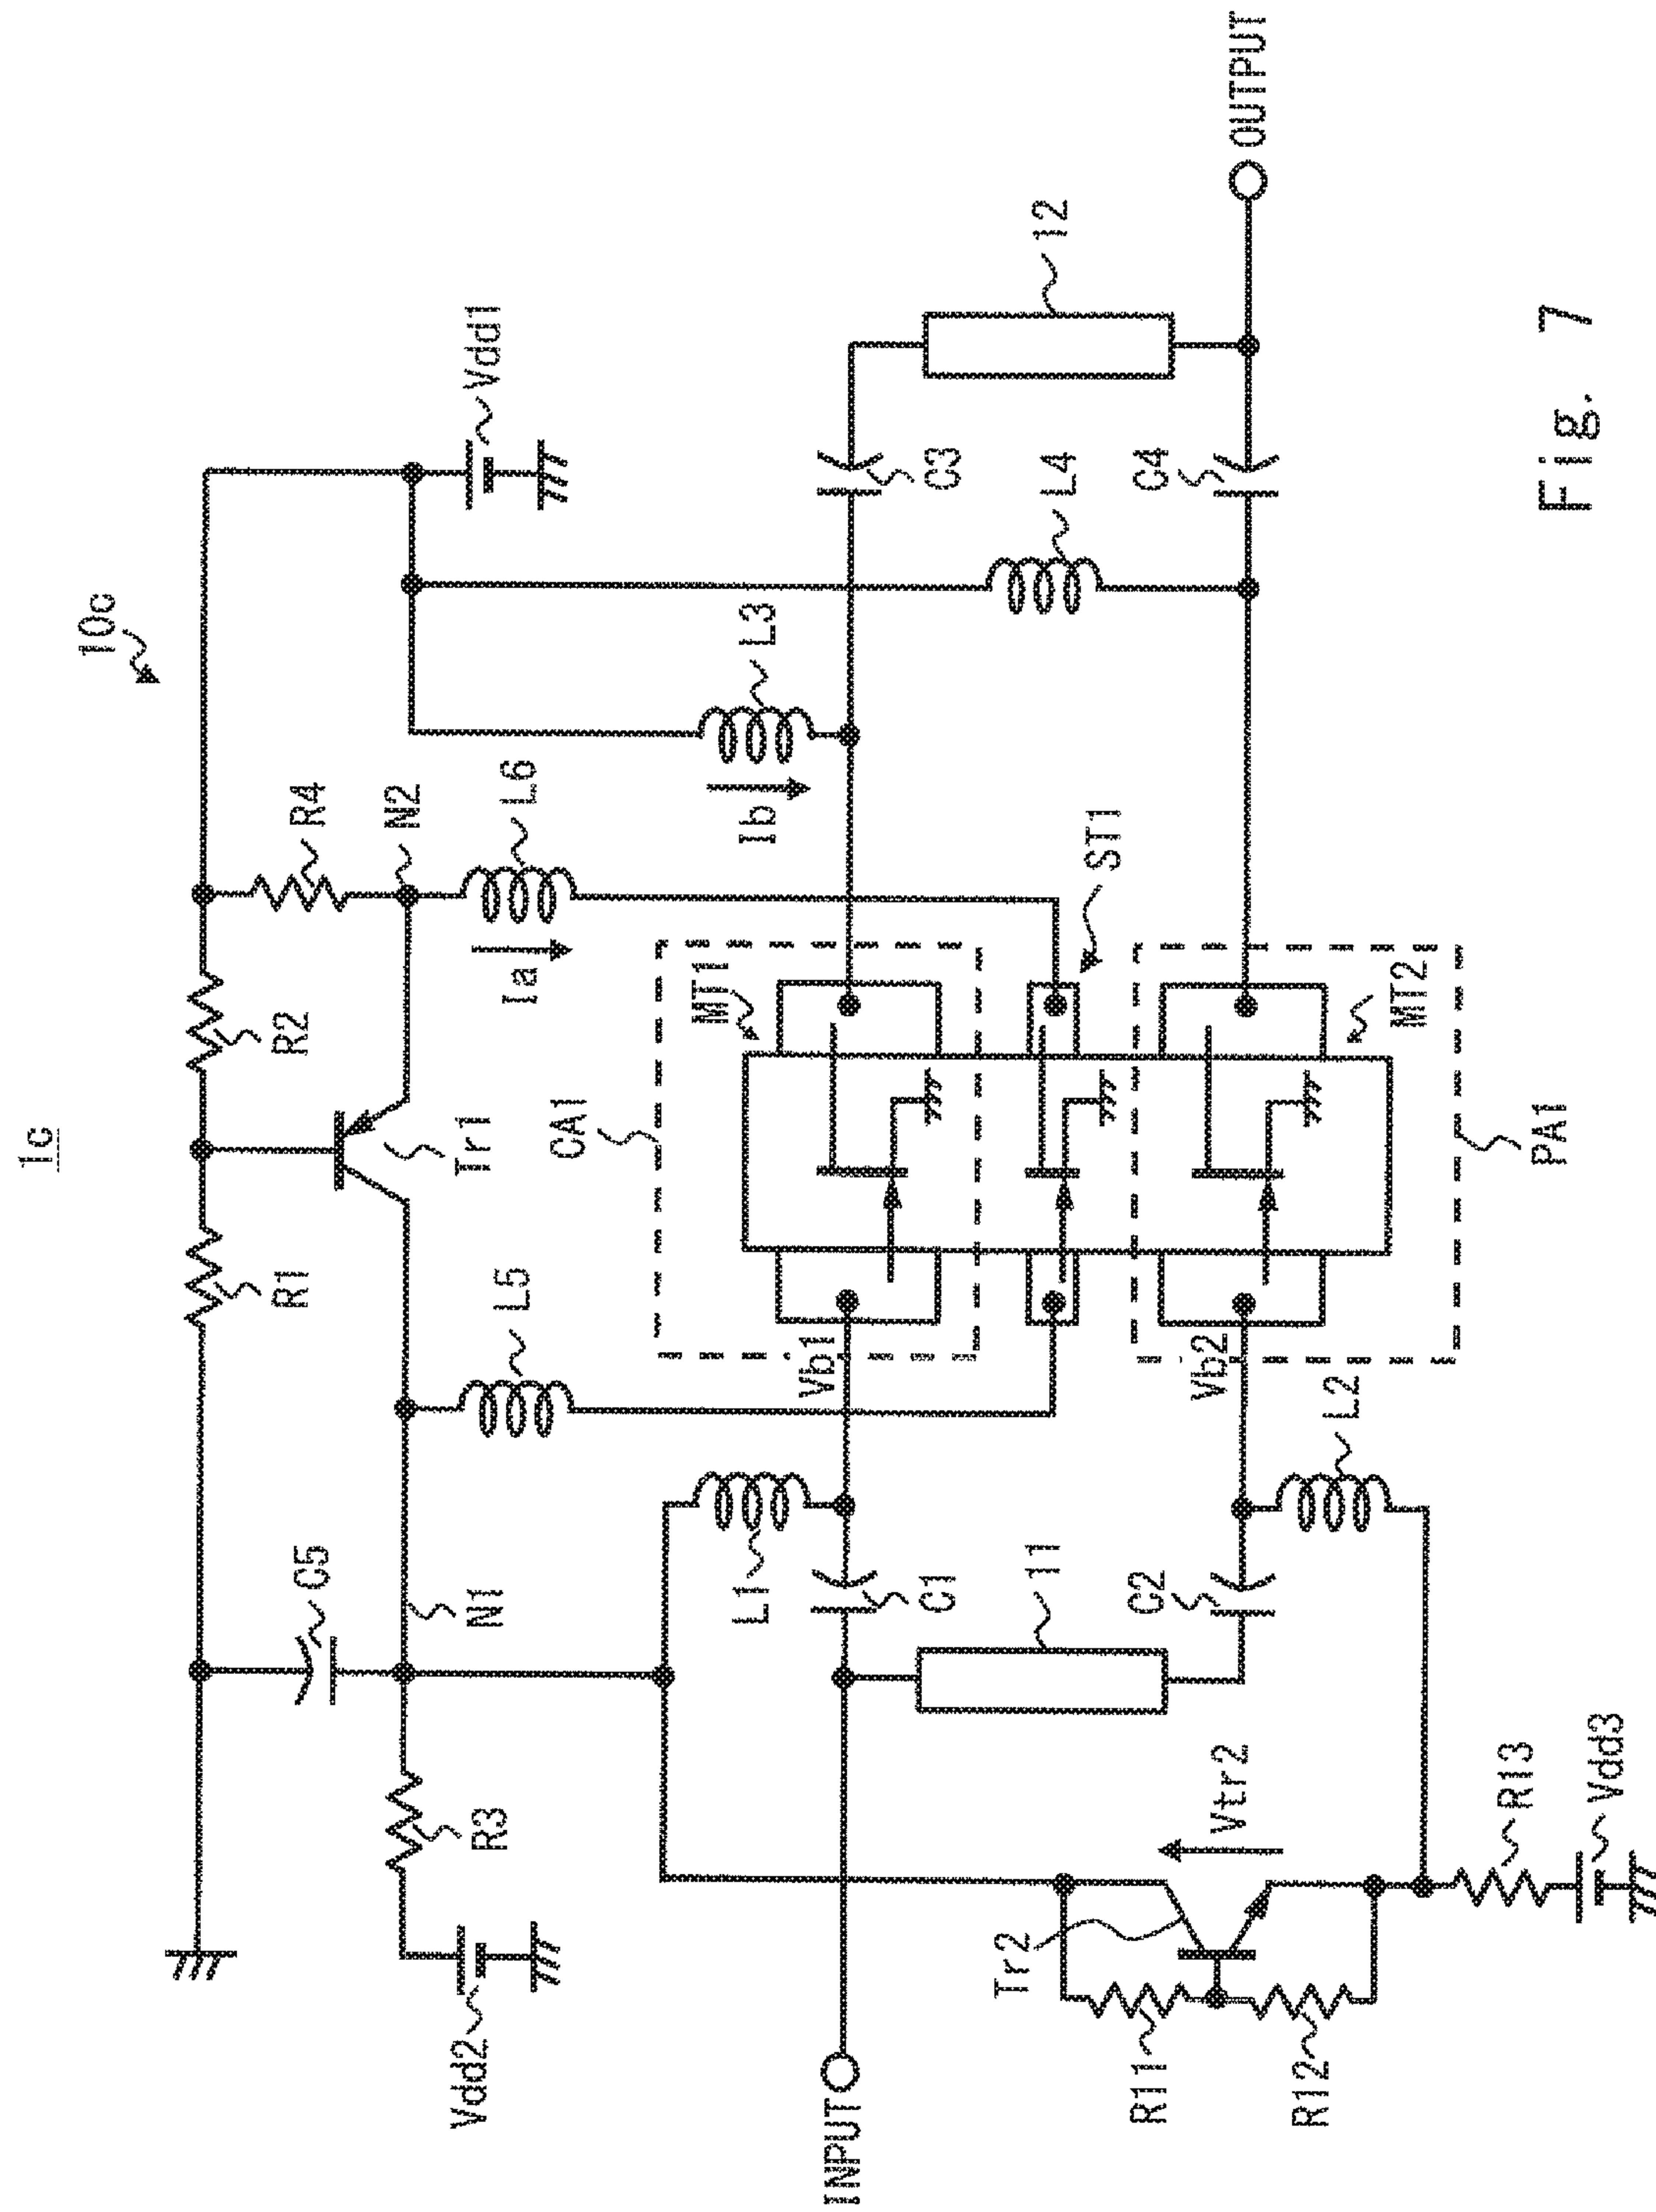 1c
10c
R1
R2
R4
C5
Tr1
N2
Vdd1
N1
R3
Vdd2
L5
Ia
L6
CA1
MT1
Ib
L3
L1
Vb1
C1
C3
INPUT
11
ST1
L4
12
C2
Vb2
C4
Tr2
Vtr2
L2
MT2
OUTPUT
R11
R12
R13
Vdd3
PA1
Fig. 7